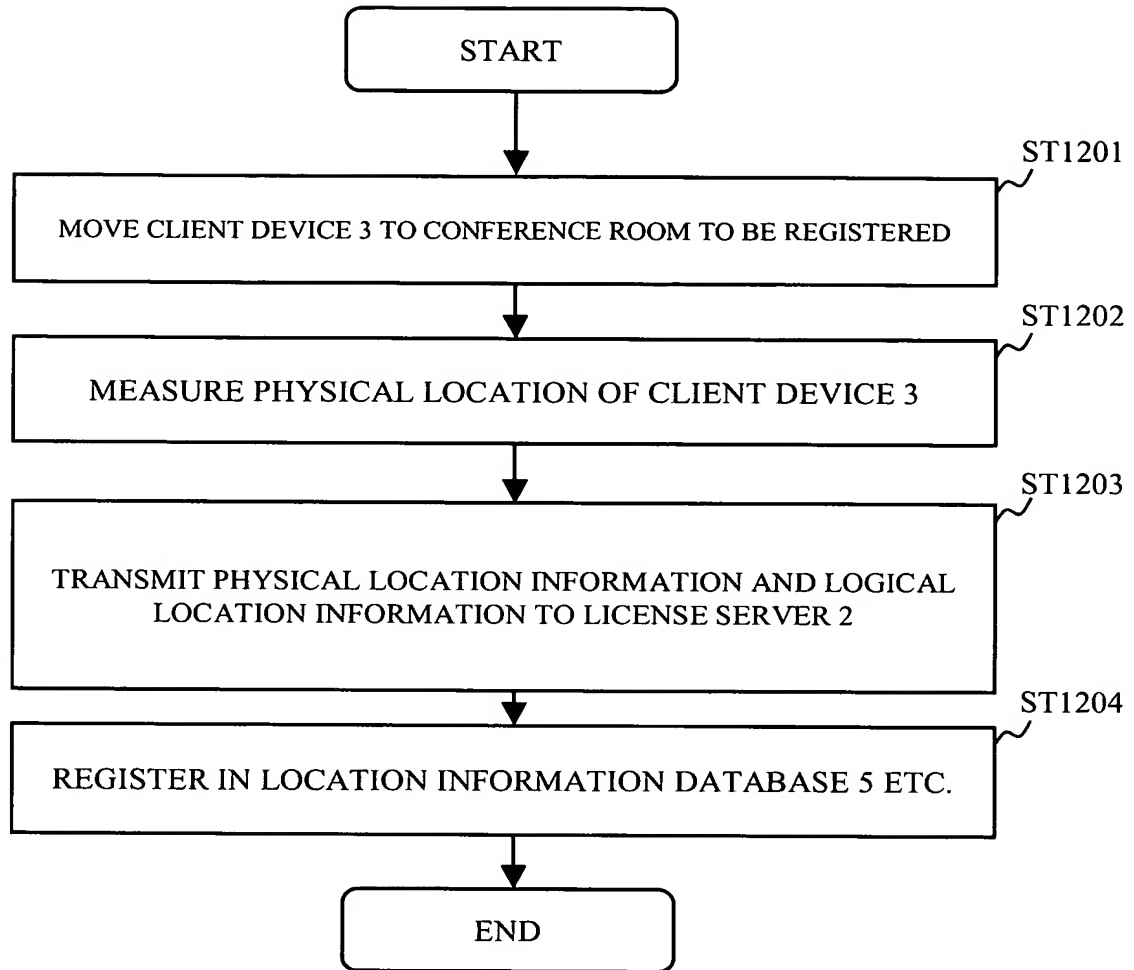 START
ST1201
MOVE CLIENT DEVICE 3 TO CONFERENCE ROOM TO BE REGISTERED
ST1202
MEASURE PHYSICAL LOCATION OF CLIENT DEVICE 3
ST1203
TRANSMIT PHYSICAL LOCATION INFORMATION AND LOGICAL
LOCATION INFORMATION TO LICENSE SERVER 2
ST1204
REGISTER IN LOCATION INFORMATION DATABASE 5 ETC.
END